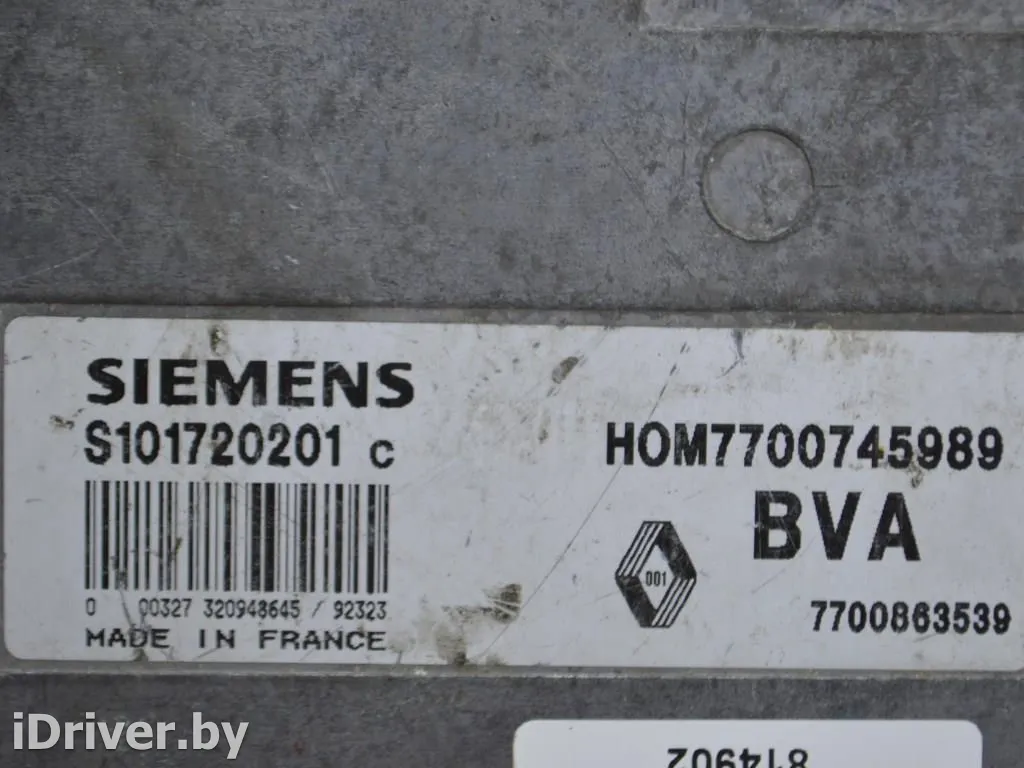 SIEMENS
S101720201 C
HOM7700745989
BVA
001
7700863539
0 00327 320948645 / 92323
MADE IN FRANCE
iDriver.by
814902